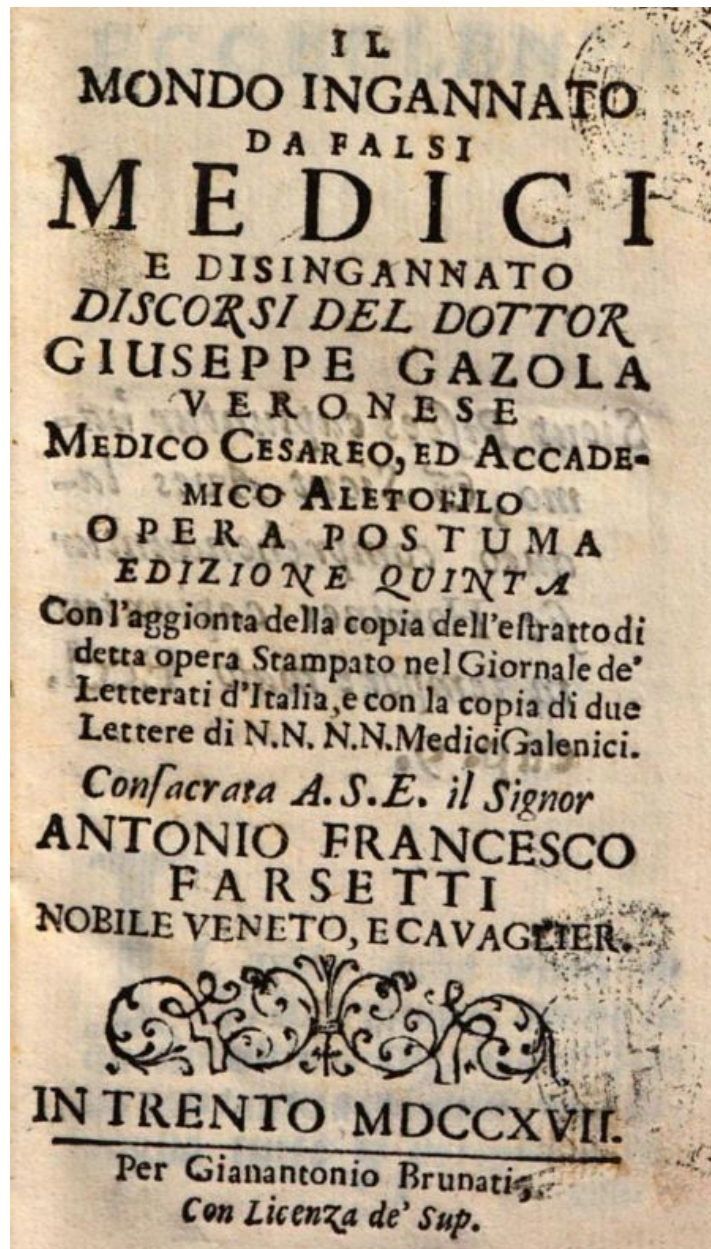 IL
MONDO INGANNATO
DA FALSI
MEDICI
E DISINGANNATO
DISCORSI DEL DOTTOR
GIUSEPPE GAZOLA
VERONESE
MEDICO CESAREO, ED ACCADE-
MICO ALETOFILO
OPERA POSTUMA
EDIZIONE QUINTA
Con l'aggionta della copia dell'eſtratto di
detta opera Stampato nel Giornale de'
Letterati d'Italia, e con la copia di due
Lettere di N.N. N.N. Medici Galenici.
Conſacrata A.S.E. il Signor
ANTONIO FRANCESCO
FARSETTI
NOBILE VENETO, E CAVAGLIER.
IN TRENTO MDCCXVII.
Per Gianantonio Brunati,
Con Licenza de' Sup.